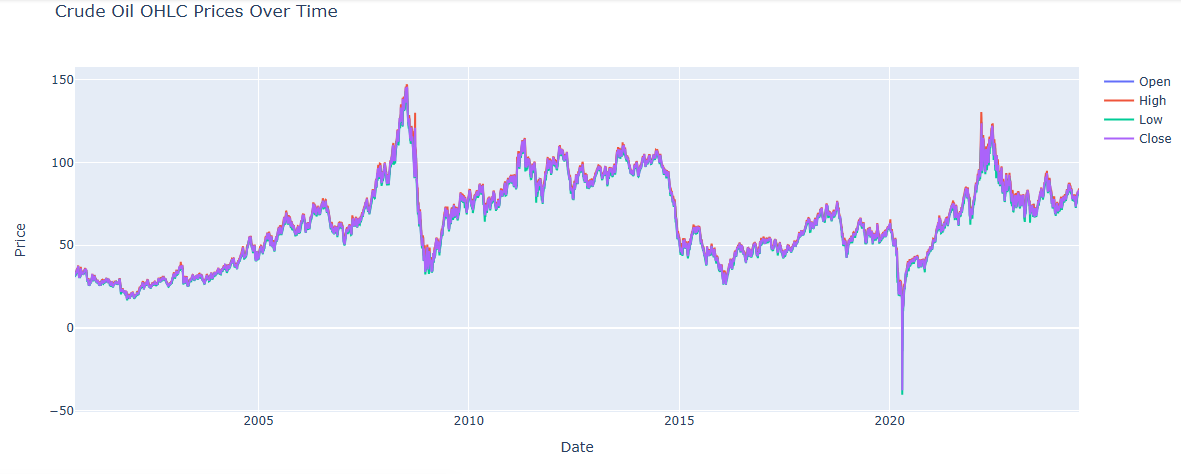 Crude Oil OHLC Prices Over Time
150
100
50
0
−50
Price
2005
2010
2015
2020
Date
Open
High
Low
Close